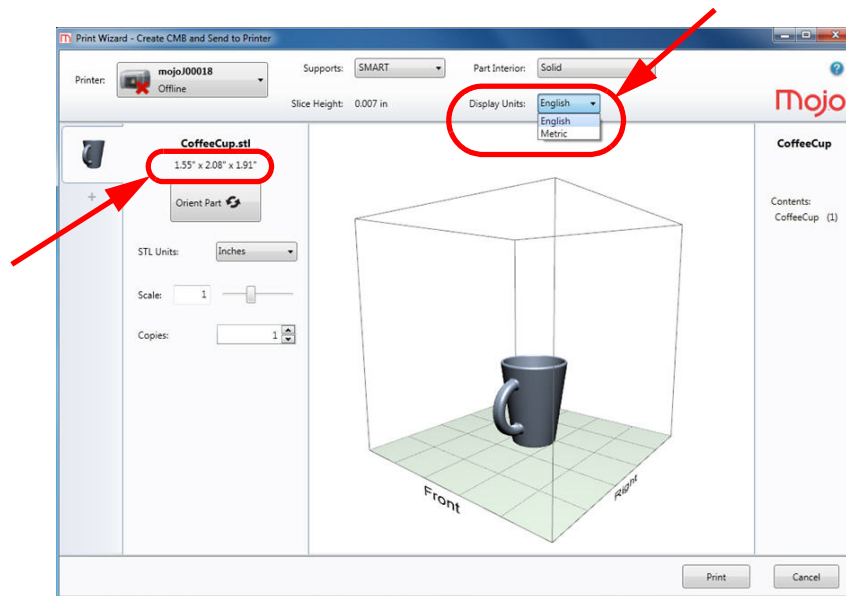 Print Wizard - Create CMB and Send to Printer
Printer:
mojoJ00018
Offline
Supports:
SMART
Part Interior:
Solid
Slice Height:
0.007 in
Display Units:
English
English
Metric
?
mojo
CoffeeCup.stl
1.55" x 2.08" x 1.91"
+
Orient Part
STL Units:
Inches
Scale:
1
Copies:
1
Front
Right
CoffeeCup
Contents:
CoffeeCup (1)
Print
Cancel